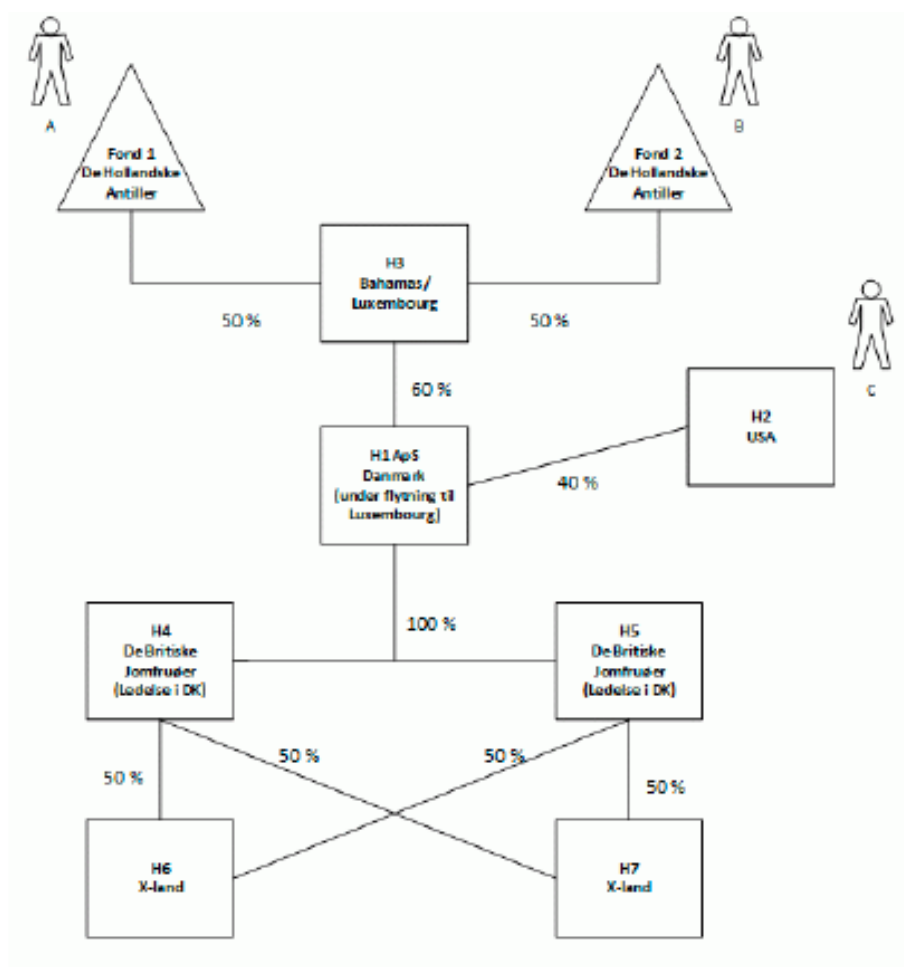 A
B
Fond 1
De Hollandske
Antiller
Fond 2
De Hollandske
Antiller
H3
Bahamas/
Luxembourg
50 %
50 %
C
60 %
H2
USA
H1 ApS
Danmark
(under flytning til
Luxembourg)
40 %
100 %
H4
De Britiske
Jomfruøer
(Ledelse i DK)
H5
De Britiske
Jomfruøer
(Ledelse i DK)
50 %
50 %
50 %
50 %
H6
X-land
H7
X-land